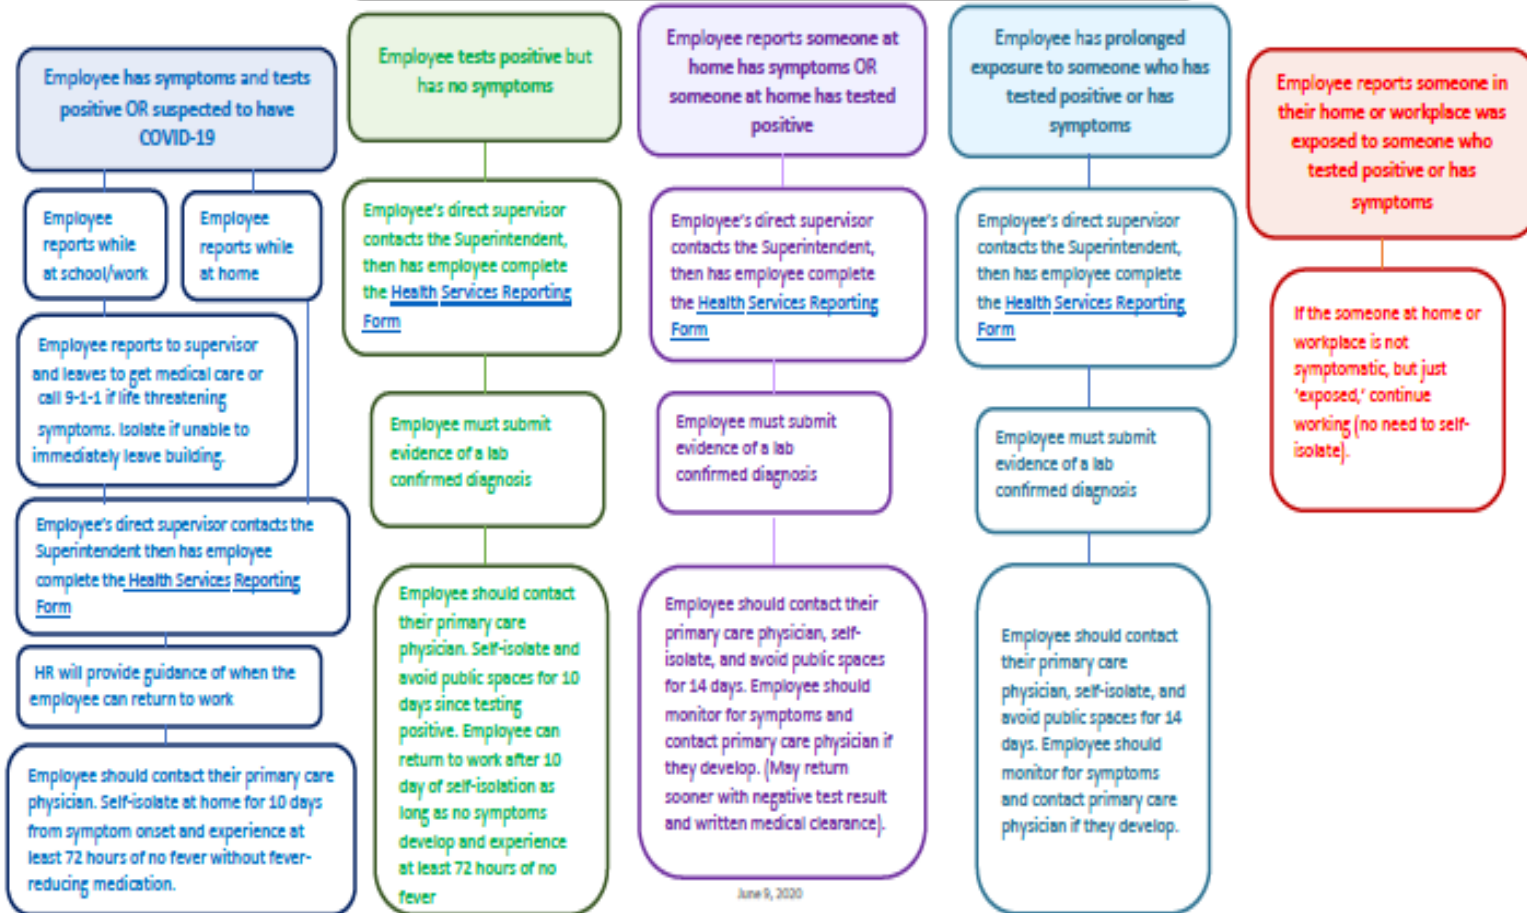 Employee has symptoms and tests
positive OR suspected to have
COVID-19
Employee
reports while
at school/work
Employee
reports while
at home
Employee reports to supervisor
and leaves to get medical care or
call 9-1-1 if life threatening
symptoms. Isolate if unable to
immediately leave building.
Employee's direct supervisor contacts the
Superintendent then has employee
complete the Health Services Reporting
Form
HR will provide guidance of when the
employee can return to work
Employee should contact their primary care
physician. Self-isolate at home for 10 days
from symptom onset and experience at
least 72 hours of no fever without fever-
reducing medication.
Employee tests positive but
has no symptoms
Employee's direct supervisor
contacts the Superintendent,
then has employee complete
the Health Services Reporting
Form
Employee must submit
evidence of a lab
confirmed diagnosis
Employee should contact
their primary care
physician. Self-isolate and
avoid public spaces for 10
days since testing
positive. Employee can
return to work after 10
day of self-isolation as
long as no symptoms
develop and experience
at least 72 hours of no
fever
Employee reports someone at
home has symptoms OR
someone at home has tested
positive
Employee's direct supervisor
contacts the Superintendent,
then has employee complete
the Health Services Reporting
Form
Employee must submit
evidence of a lab
confirmed diagnosis
Employee should contact their
primary care physician, self-
isolate, and avoid public spaces
for 14 days. Employee should
monitor for symptoms and
contact primary care physician if
they develop. (May return
sooner with negative test result
and written medical clearance).
Employee has prolonged
exposure to someone who has
tested positive or has
symptoms
Employee's direct supervisor
contacts the Superintendent,
then has employee complete
the Health Services Reporting
Form
Employee must submit
evidence of a lab
confirmed diagnosis
Employee should contact
their primary care
physician, self-isolate, and
avoid public spaces for 14
days. Employee should
monitor for symptoms
and contact primary care
physician if they develop.
Employee reports someone in
their home or workplace was
exposed to someone who
tested positive or has
symptoms
If the someone at home or
workplace is not
symptomatic, but just
'exposed,' continue
working (no need to self-
isolate).
June 9, 2020